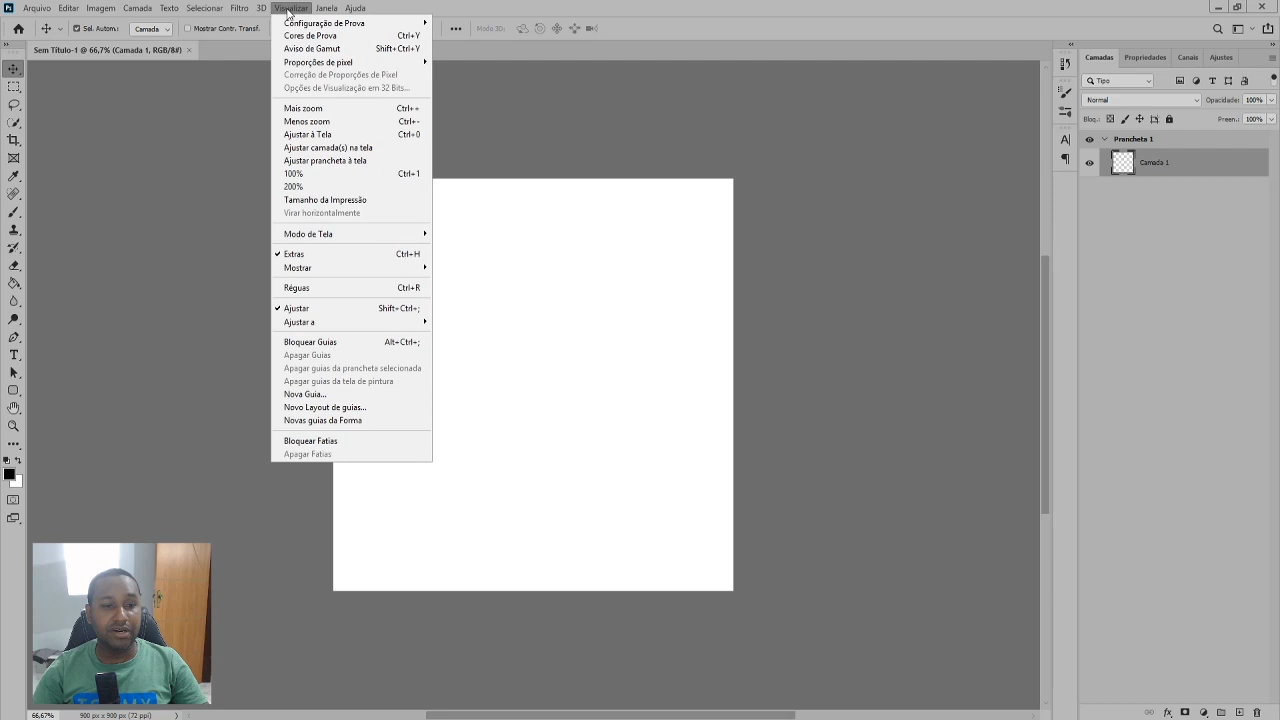 Arquivo Editar Imagem Camada Texto Selecionar Filtro 3D Visualizar Janela Ajuda
Camada Sel. Autom.: Mostrar Contr. Transf. Modo 3D:
Sem Título-1 @ 66,7% (Camada 1, RGB/8#) ×
Configuração de Prova
Cores de Prova Ctrl+Y
Aviso de Gamut Shift+Ctrl+Y
Proporções de pixel
Correção de Proporções de Pixel
Opções de Visualização em 32 Bits...
Mais zoom Ctrl++
Menos zoom Ctrl+-
Ajustar à Tela Ctrl+0
Ajustar camada(s) na tela
Ajustar prancheta à tela
100% Ctrl+1
200%
Tamanho da Impressão
Virar horizontalmente
Modo de Tela
Extras Ctrl+H
Mostrar
Réguas Ctrl+R
Ajustar Shift+Ctrl+;
Ajustar a
Bloquear Guias Alt+Ctrl+;
Apagar Guias
Apagar guias da prancheta selecionada
Apagar guias da tela de pintura
Nova Guia...
Novo Layout de guias...
Novas guias da Forma
Bloquear Fatias
Apagar Fatias
Camadas Propriedades Canais Ajustes
Tipo
Normal Opacidade: 100%
Bloq.: Preen.: 100%
Prancheta 1
Camada 1
66,67% 900 px x 900 px (72 ppi)